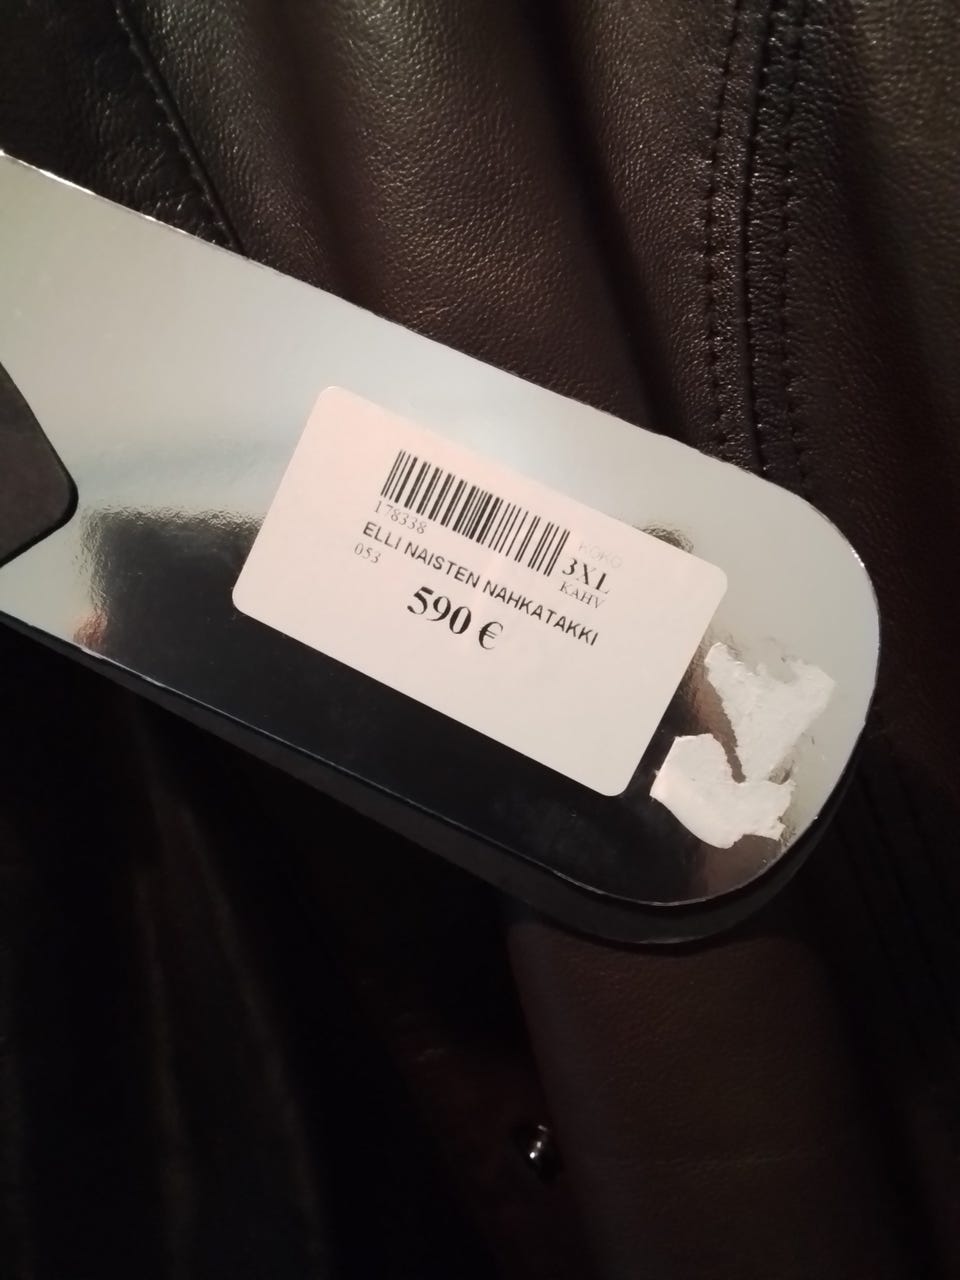 178338
KOKO
3XL
KAHV
ELLI NAISTEN NAHKATAKKI
053
590 €